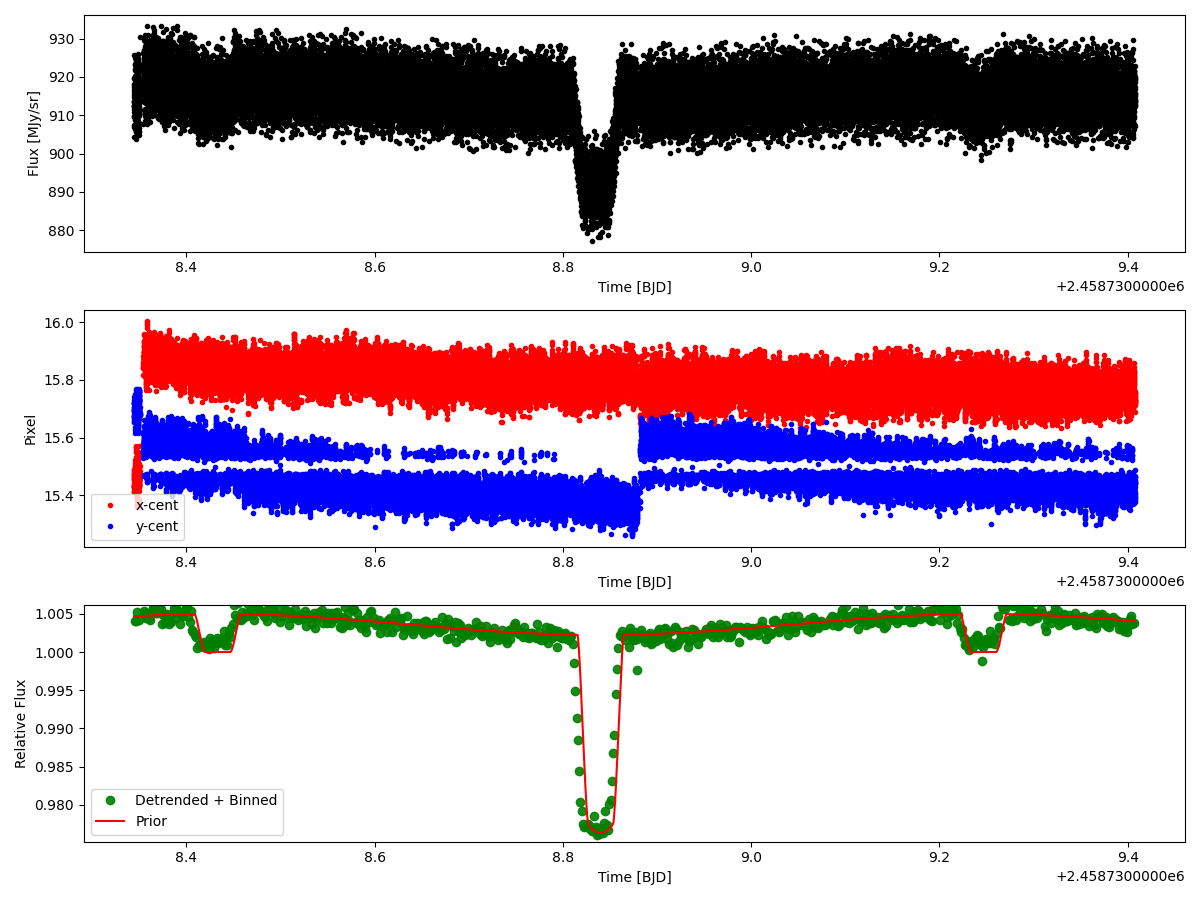 Flux [MJy/sr]
930
920
910
900
890
880
8.4 8.6 8.8 9.0 9.2 9.4
Time [BJD]
+2.4587300000e6
Pixel
16.0
15.8
15.6
15.4
x-cent
y-cent
8.4 8.6 8.8 9.0 9.2 9.4
Time [BJD]
+2.4587300000e6
Relative Flux
1.005
1.000
0.995
0.990
0.985
0.980
Detrended + Binned
Prior
8.4 8.6 8.8 9.0 9.2 9.4
Time [BJD]
+2.4587300000e6